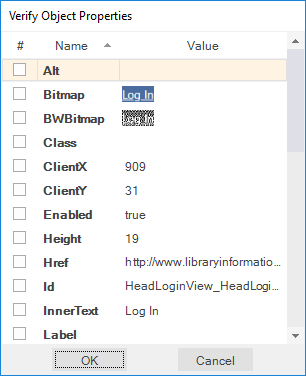 Verify Object Properties
# Name Value
Alt
Bitmap Log In
BWBitmap
Class
ClientX 909
ClientY 31
Enabled true
Height 19
Href http://www.libraryinformatio...
Id HeadLoginView_HeadLogi...
InnerText Log In
Label
OK Cancel